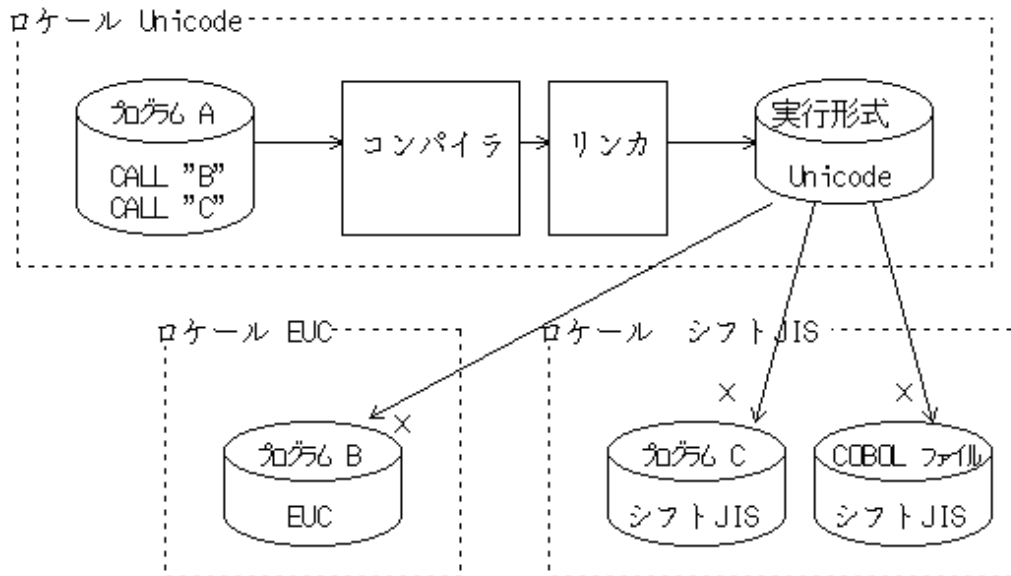 ロケール Unicode
プログラム A
CALL "B"
CALL "C"
コンパイラ
リンカ
実行形式
Unicode
ロケール EUC
ロケール シフトJIS
×
×
×
プログラム B
EUC
プログラム C
シフトJIS
COBOL ファイル
シフトJIS